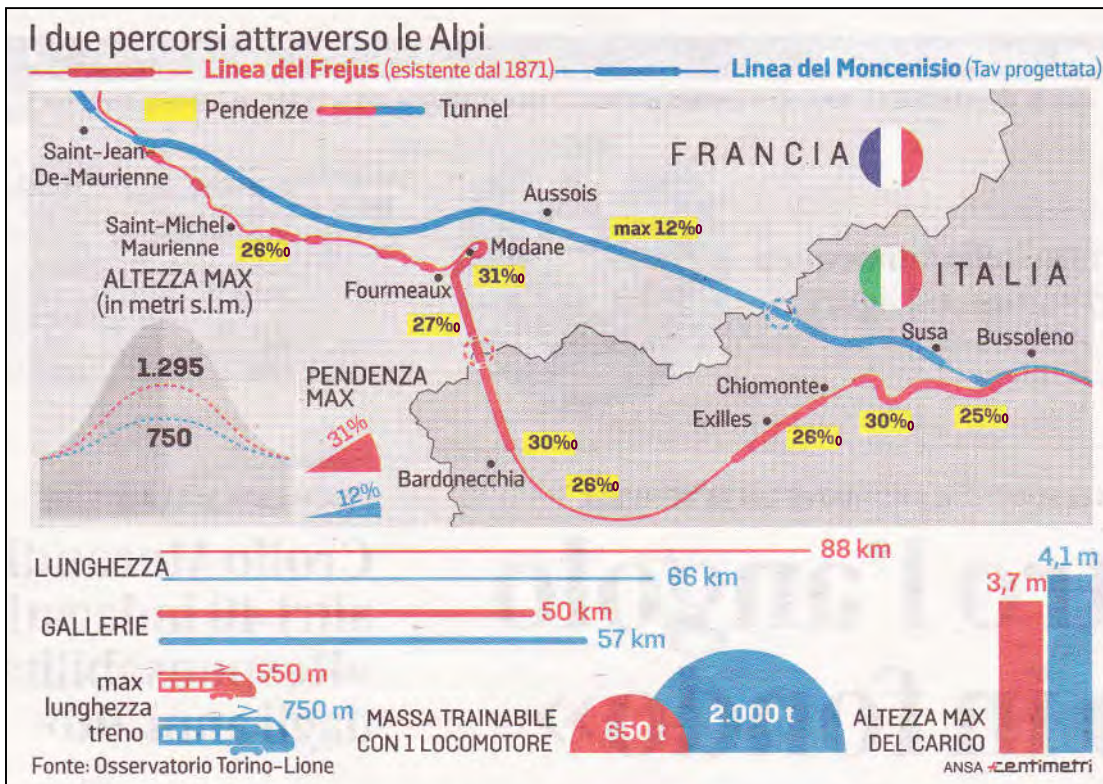 I due percorsi attraverso le Alpi
Linea del Frejus (esistente dal 1871)
Linea del Moncenisio (Tav progettata)
Pendenze
Tunnel
FRANCIA
Saint-Jean
De-Maurienne
Aussois
Saint-Michel
Maurienne
26‰
max 12‰
Modane
31‰
ITALIA
ALTEZZA MAX
(in metri s.l.m.)
Fourmeaux
27‰
Susa
Bussoleno
1.295
750
PENDENZA
MAX
31%
12%
Chiomonte
Exilles
30‰
25‰
26‰
30‰
Bardonecchia
26‰
LUNGHEZZA
88 km
66 km
GALLERIE
50 km
57 km
max
lunghezza
treno
550 m
750 m
MASSA TRAINABILE
CON 1 LOCOMOTORE
650 t
2.000 t
ALTEZZA MAX
DEL CARICO
3,7 m
4,1 m
Fonte: Osservatorio Torino-Lione
ANSA centimetri